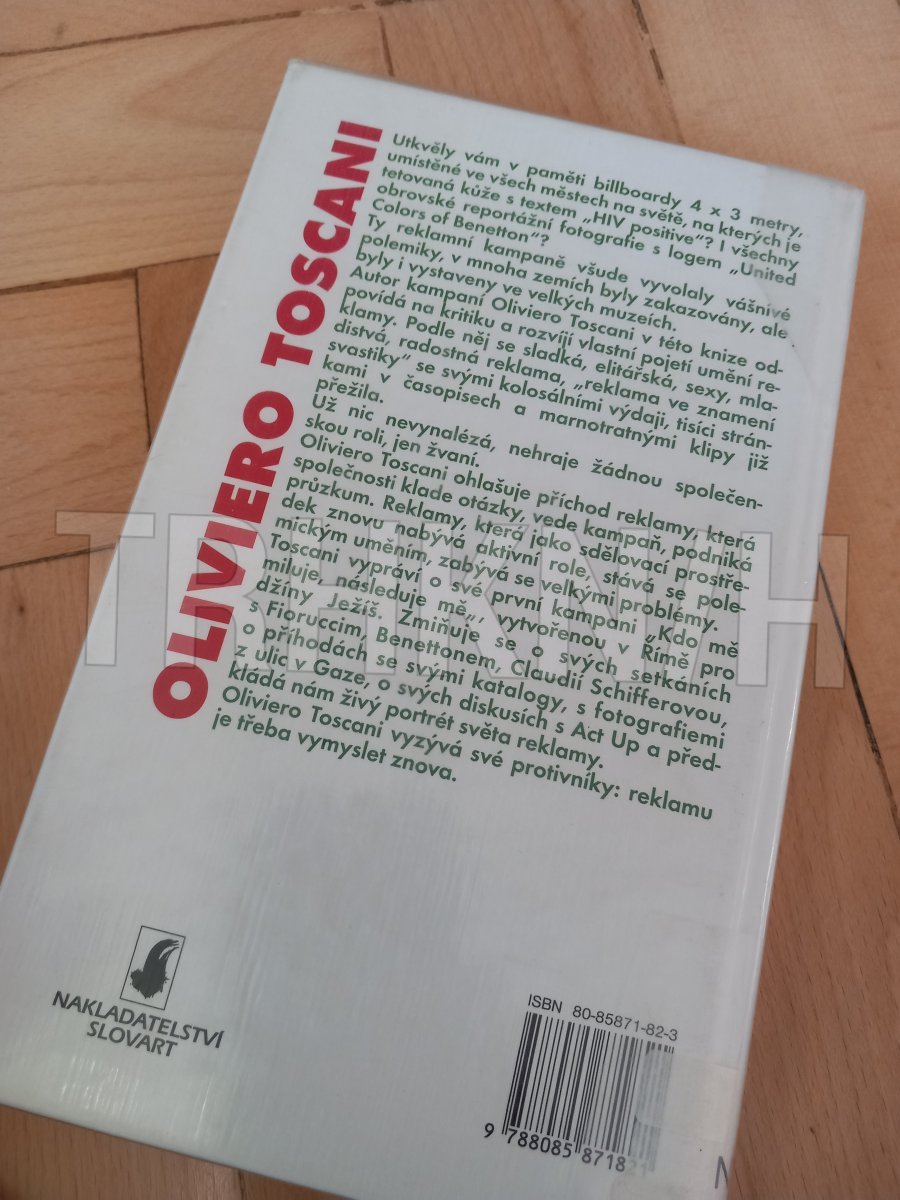 OLIVIERO TOSCANI
Utkvěly vám v paměti billboardy 4 x 3 metry,
umístěné ve všech městech na světě, na kterých je
tetovaná kůže s textem „HIV positive“? I všechny
obrovské reportážní fotografie s logem „United
Colors of Benetton“?
Ty reklamní kampaně všude vyvolaly vášnivé
polemiky, v mnoha zemích byly zakazovány, ale
byly i vystaveny ve velkých muzeích.
Autor kampaní Oliviero Toscani v této knize od-
povídá na kritiku a rozvíjí vlastní pojetí umění re-
klamy. Podle něj se sladká, elitářská, sexy, mla-
distvá, radostná reklama, „reklama ve znamení
svastiky“ se svými kolosálními výdaji, tisíci strán-
kami v časopisech a marnotratnými klipy již
přežila.
Už nic nevynalézá, nehraje žádnou společen-
skou roli, jen žvaní.
Oliviero Toscani ohlašuje příchod reklamy, která
společnosti klade otázky, vede kampaň, podniká
průzkum. Reklamy, která jako sdělovací prostře-
dek znovu nabývá aktivní role, stává se pole-
mickým uměním, zabývá se velkými problémy.
Toscani vypráví o své první kampani „Kdo mě
miluje, následuje mě„, vytvořenou v Římě pro
džíny Ježíš. Zmiňuje se o svých setkáních
s Fioruccim, Benettonem, Claudií Schifferovou,
o příhodách se svými katalogy, s fotografiemi
z ulic v Gaze, o svých diskusích s Act Up a před-
kládá nám živý portrét světa reklamy.
Oliviero Toscani vyzývá své protivníky: reklamu
je třeba vymyslet znova.
TRHKNIH
NAKLADATELSTVÍ
SLOVART
ISBN 80-85871-82-3
9 788085 87182